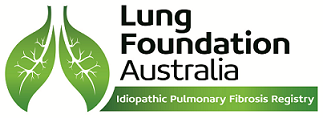 Lung
Foundation
Australia
Idiopathic Pulmonary Fibrosis Registry